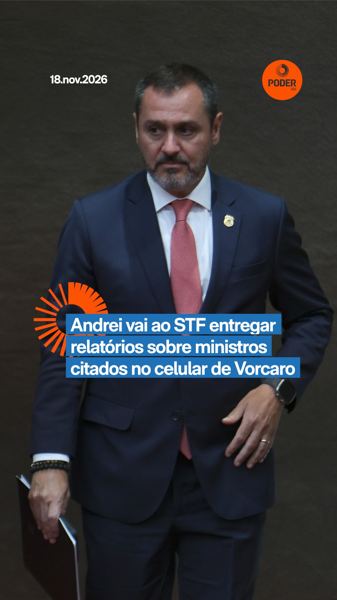 18.nov.2026
PODER
Andrei vai ao STF entregar
relatórios sobre ministros
citados no celular de Vorcaro